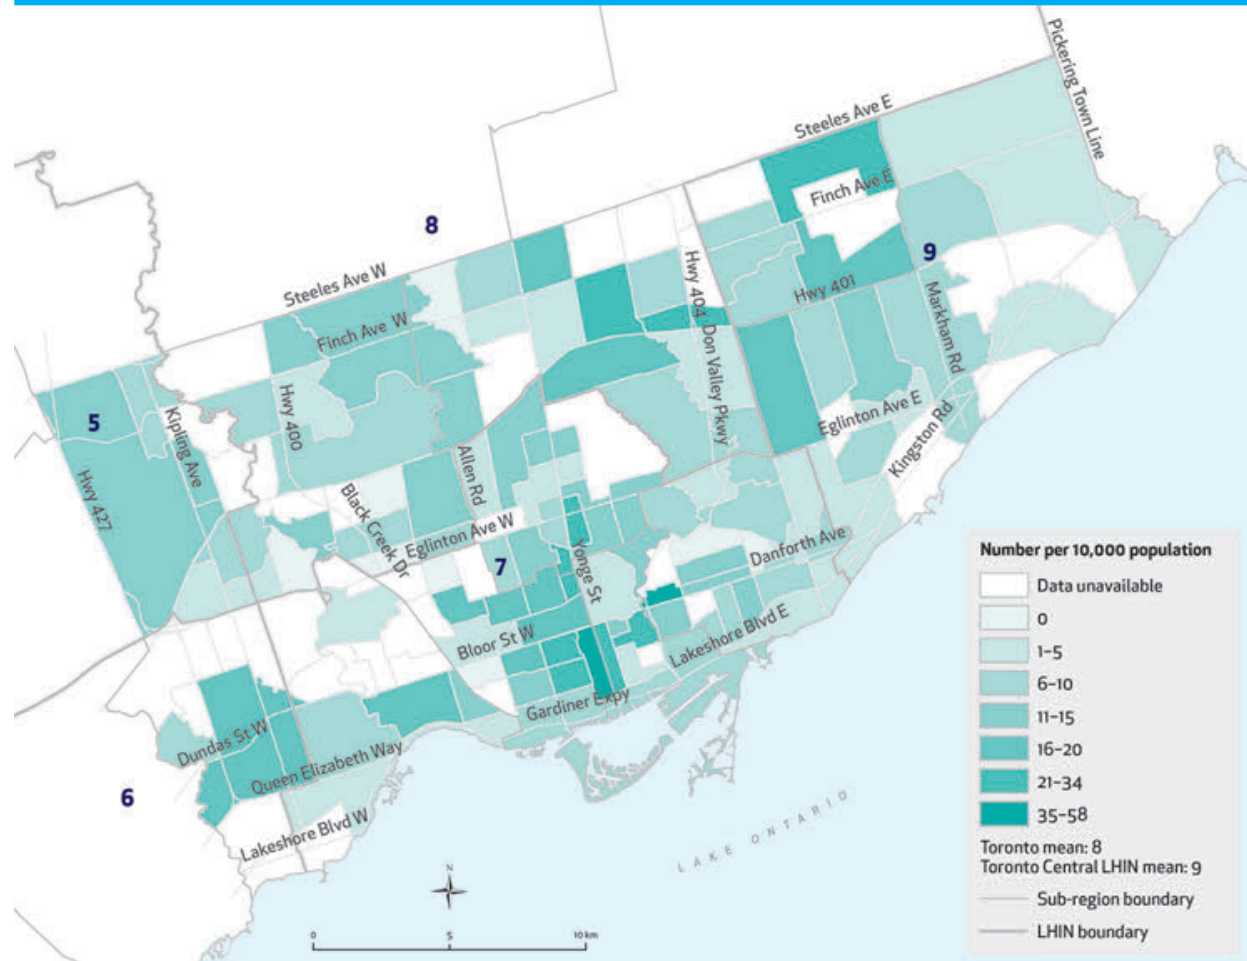 Pickering Town Line
Steeles Ave E
Finch Ave E
8
9
Steeles Ave W
Hwy 404
Hwy 401
Finch Ave W
Don Valley Pkwy
Markham Rd
5
Kipling Ave
Hwy 400
Eglinton Ave E
Kingston Rd
Hwy 427
Black Creek Dr
Allen Rd
Eglinton Ave W
7
Yonge St
Danforth Ave
Bloor St W
Lakeshore Blvd E
Gardiner Expy
Dundas St W
Queen Elizabeth Way
6
Lakeshore Blvd W
LAKE ONTARIO
N
0 5 10 km
Number per 10,000 population
Data unavailable
0
1–5
6–10
11–15
16–20
21–34
35–58
Toronto mean: 8
Toronto Central LHIN mean: 9
Sub-region boundary
LHIN boundary